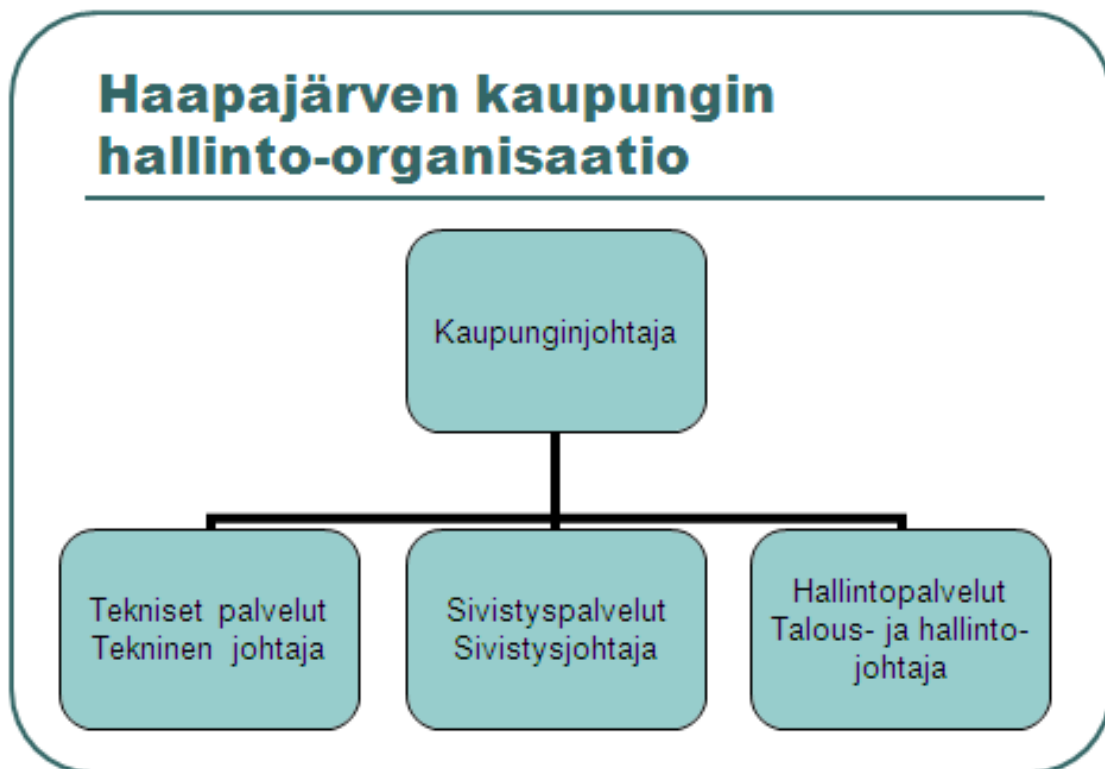 Haapajärven kaupungin
hallinto-organisaatio
Kaupunginjohtaja
Tekniset palvelut
Tekninen johtaja
Sivistyspalvelut
Sivistysjohtaja
Hallintopalvelut
Talous- ja hallinto-
johtaja